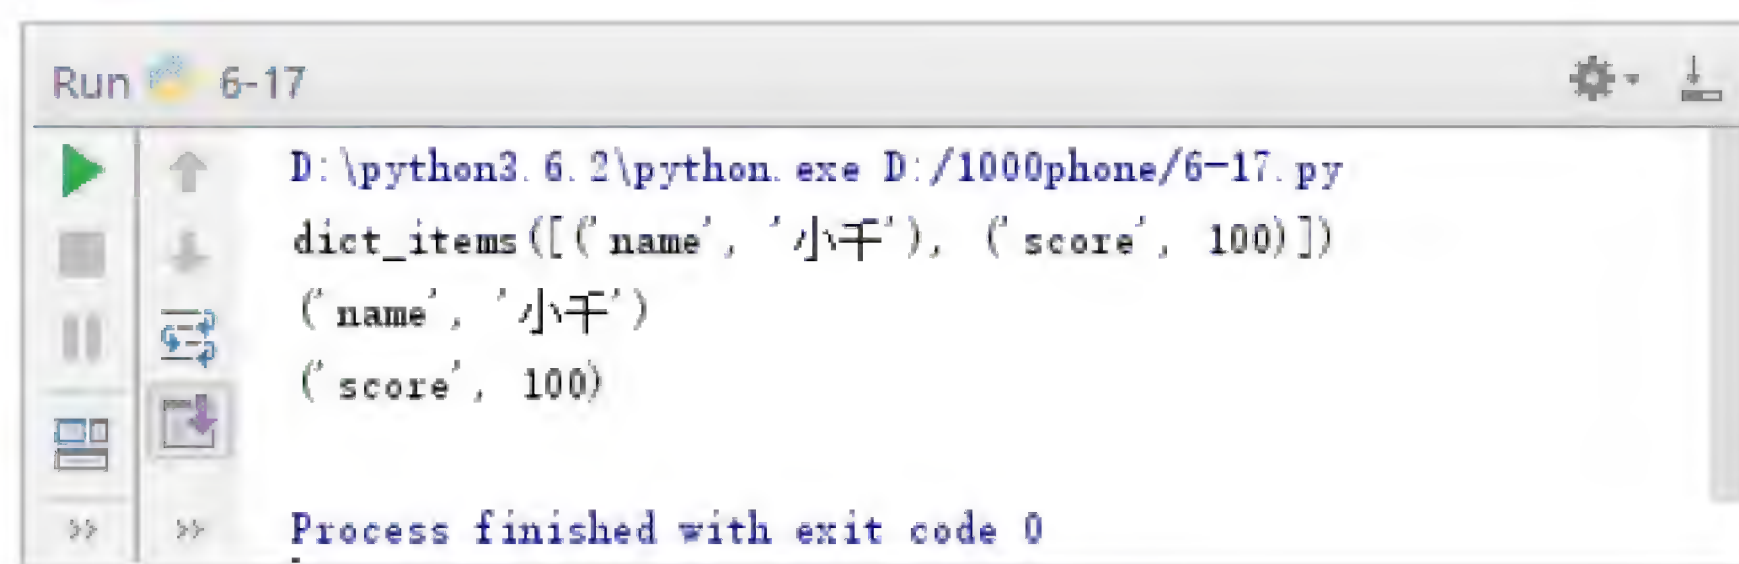 Run 6-17
D:\python3.6.2\python.exe D:/1000phone/6-17.py
dict_items([('name', '小千'), ('score', 100)])
('name', '小千')
('score', 100)
Process finished with exit code 0